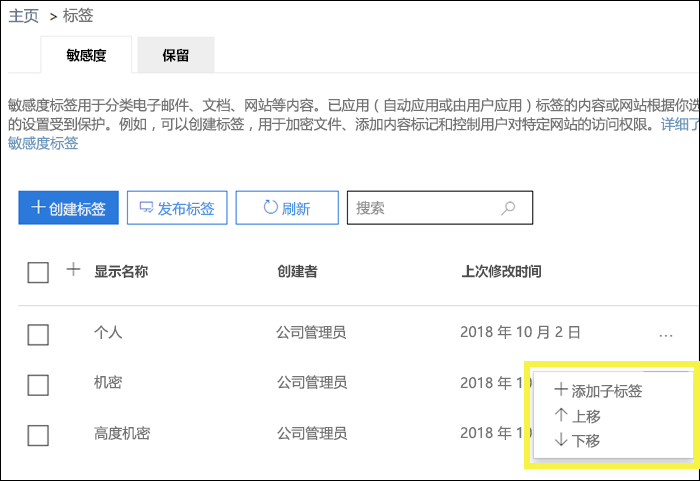 主页 > 标签
敏感度 保留
敏感度标签用于分类电子邮件、文档、网站等内容。已应用（自动应用或由用户应用）标签的内容或网站根据你选
的设置受到保护。例如，可以创建标签，用于加密文件、添加内容标记和控制用户对特定网站的访问权限。详细了
敏感度标签
+ 创建标签 发布标签 刷新 搜索
+ 显示名称 创建者 上次修改时间
个人 公司管理员 2018 年 10 月 2 日 ...
机密 公司管理员 2018 年 10
+ 添加子标签
↑ 上移
高度机密 公司管理员 2018 年 10
↓ 下移